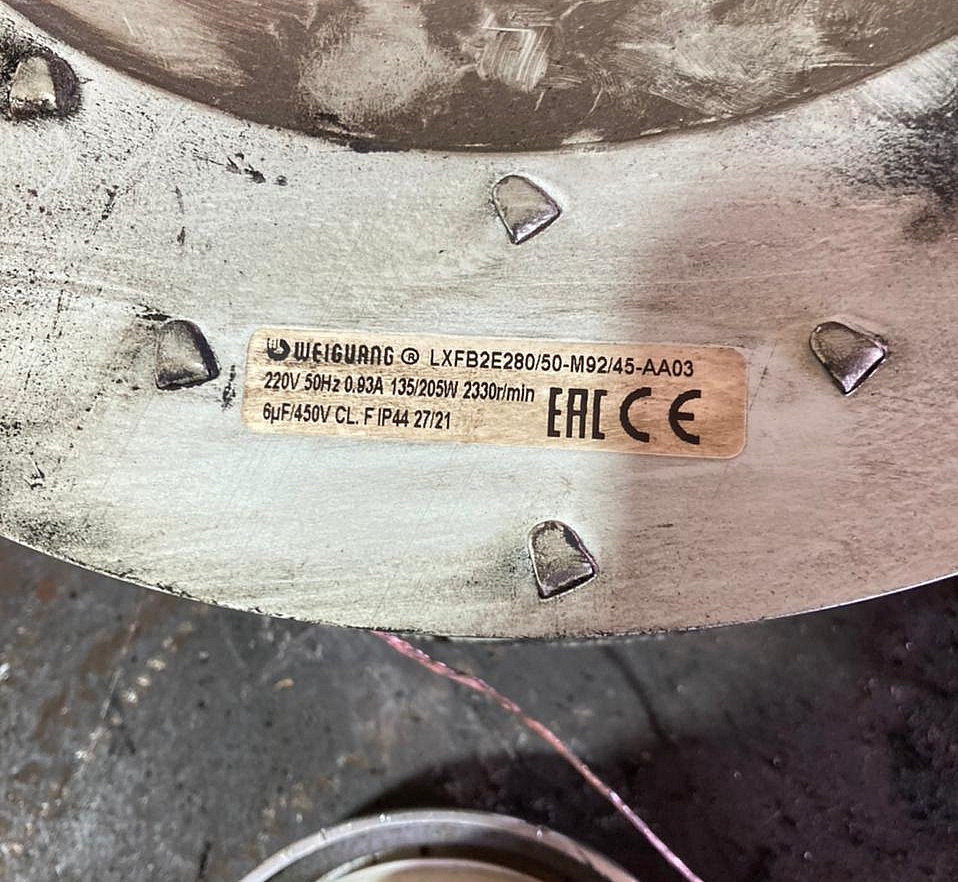 WEIGUANG ® LXFB2E280/50-M92/45-AA03
220V 50Hz 0.93A 135/205W 2330r/min
6µF/450V CL. F IP44 27/21
EAC CE